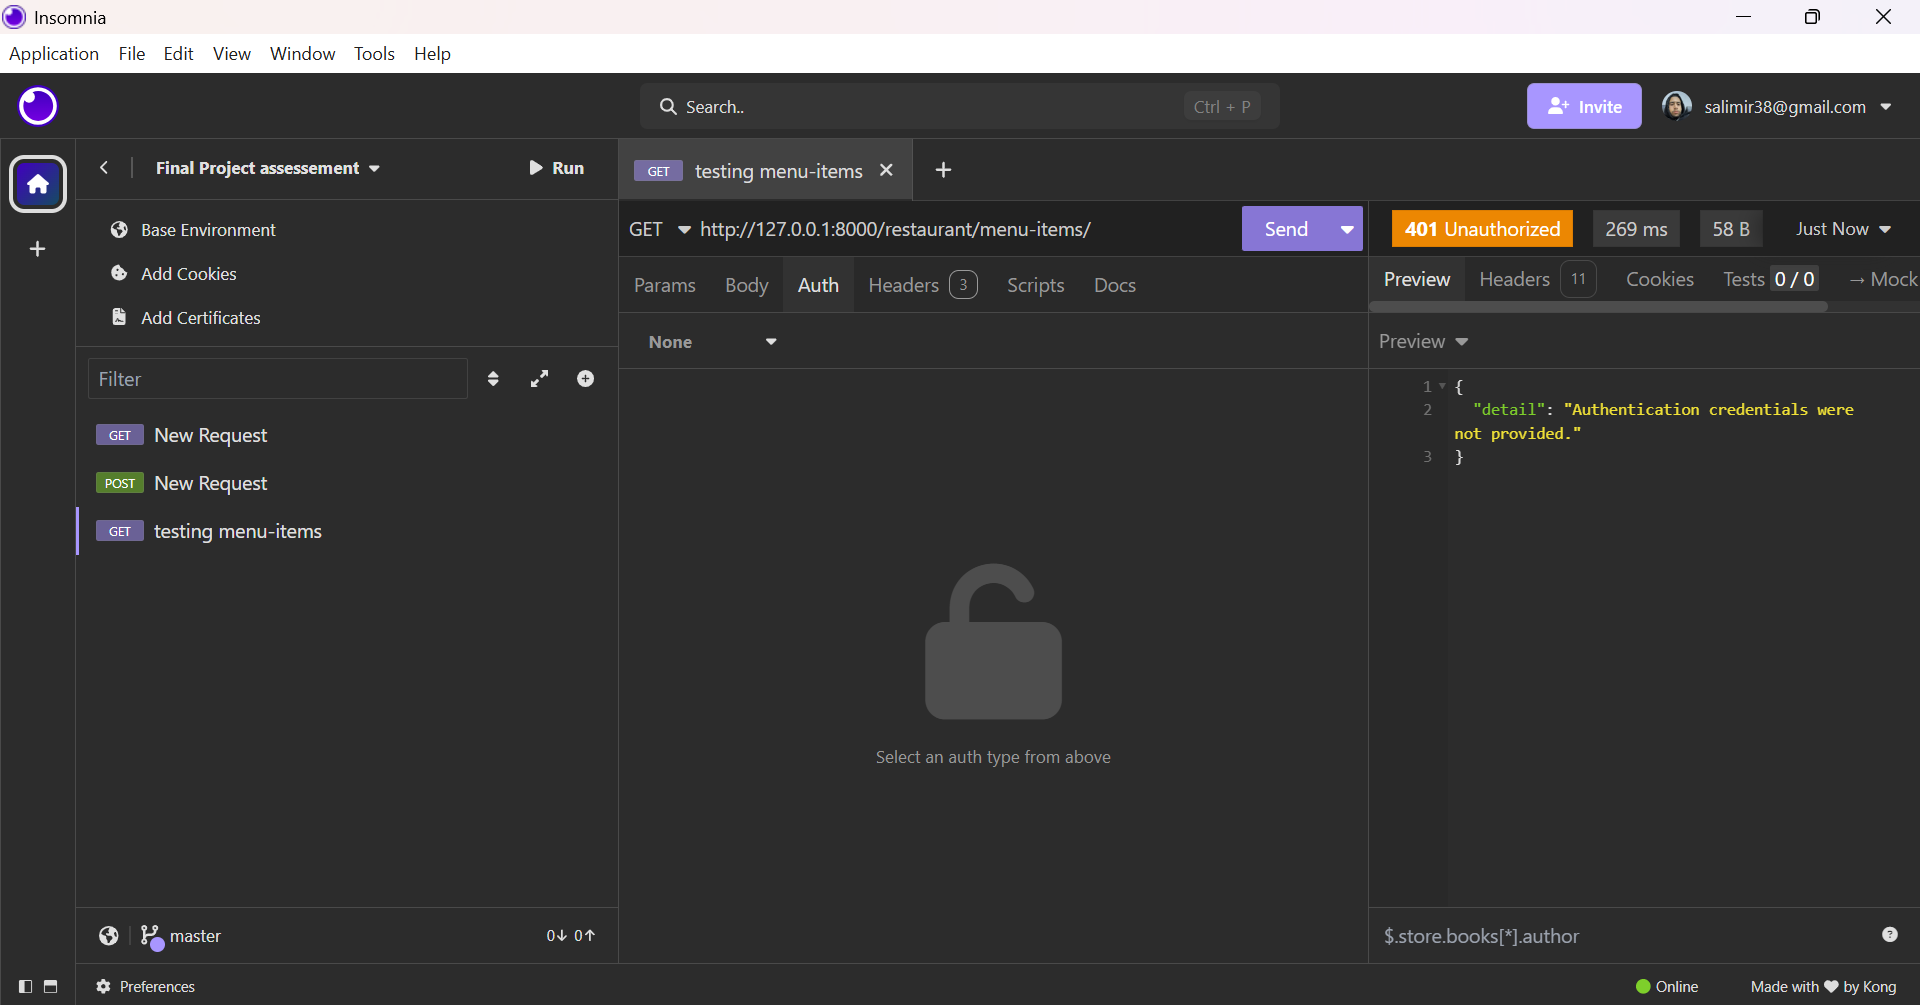 Insomnia
Application File Edit View Window Tools Help
Search.. Ctrl + P
Invite
salimir38@gmail.com
Final Project assessement
Run
Base Environment
Add Cookies
Add Certificates
Filter
GET New Request
POST New Request
GET testing menu-items
master 0↓ 0↑
GET testing menu-items
GET http://127.0.0.1:8000/restaurant/menu-items/ Send
Params Body Auth Headers 3 Scripts Docs
None
Select an auth type from above
401 Unauthorized 269 ms 58 B Just Now
Preview Headers 11 Cookies Tests 0 / 0 → Mock
Preview
1 {
2 "detail": "Authentication credentials were
not provided."
3 }
$.store.books[*].author
?
Preferences
Online
Made with ♥ by Kong